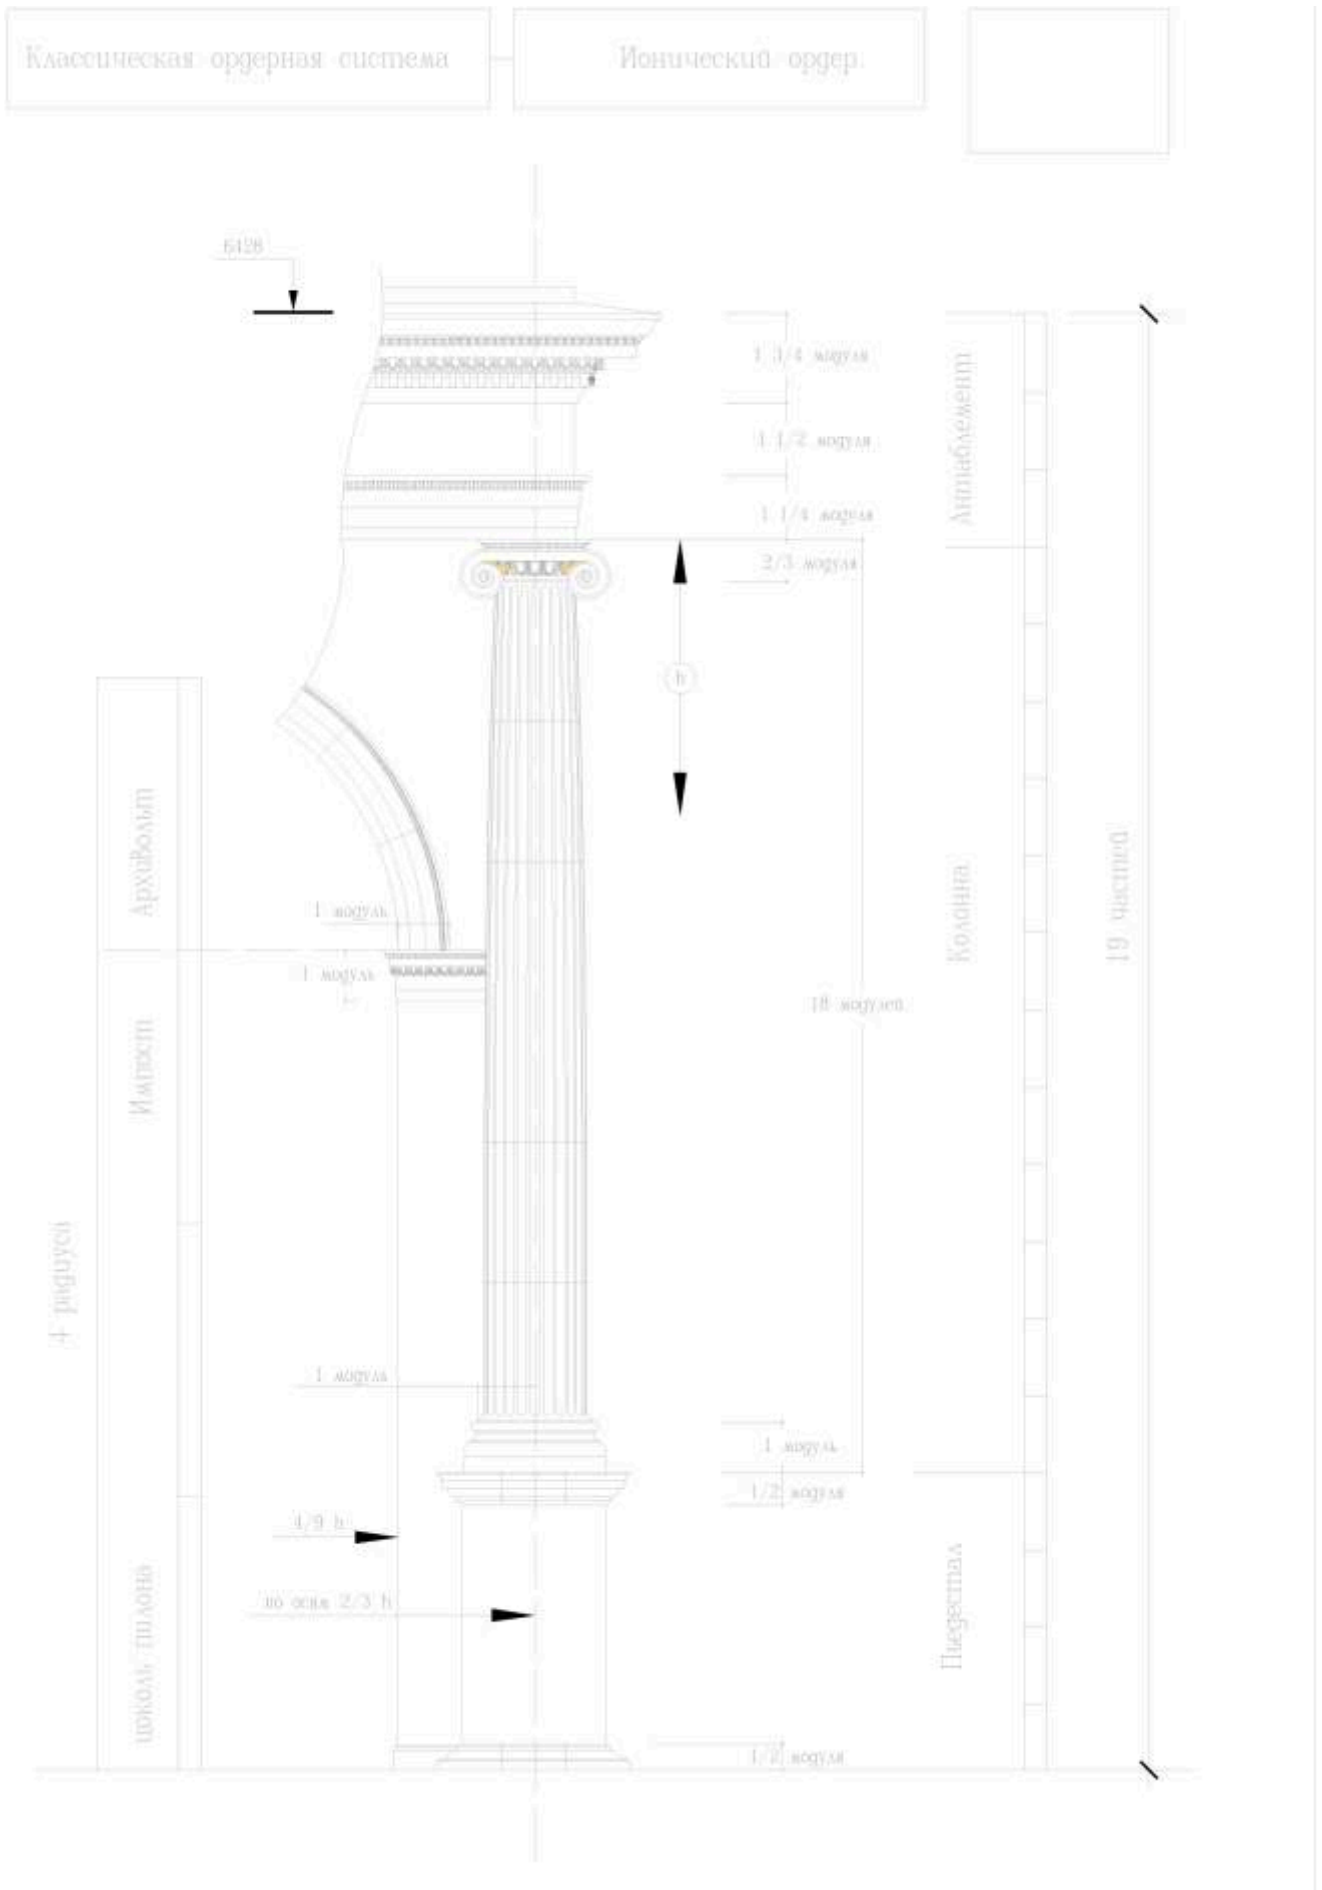 Классическая ордерная система
Ионический ордер.
6428
1 3/4 модуля
1 1/2 модуля
1 1/4 модуля
2/3 модуля
Антаблемент
h
Архивольт
1 модуль
1 модуль
Колонна
19 частей
18 модулей
Импост
4 радиуса
1 модуль
1 модуль
1/2 модуля
4/9 h
по осям 2/3 h
цоколь пилона
Пьедестал
1/2 модуля